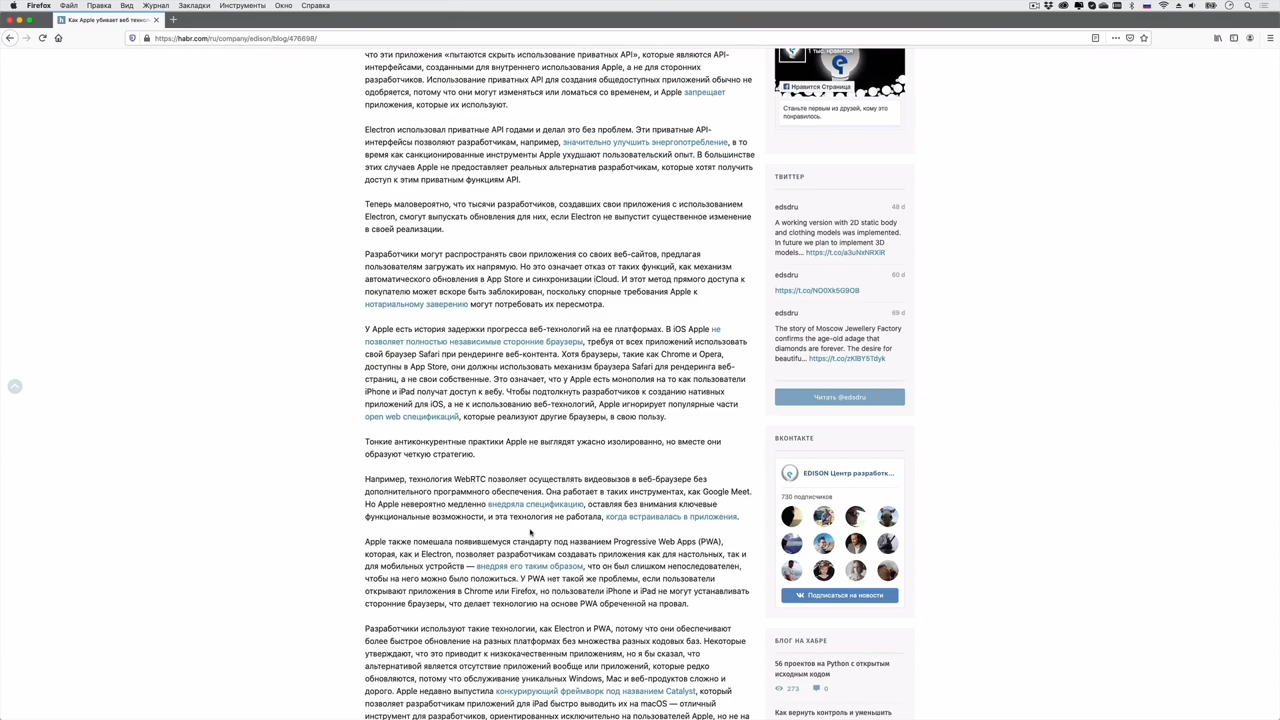 Firefox Файл Правка Вид Журнал Закладки Инструменты Окно Справка
Как Apple убивает веб технол
https://habr.com/ru/company/edison/blog/476698/
что эти приложения «пытаются скрыть использование приватных API», которые являются API-
интерфейсами, созданными для внутреннего использования Apple, а не для сторонних
разработчиков. Использование приватных API для создания общедоступных приложений обычно не
одобряется, потому что они могут изменяться или ломаться со временем, и Apple запрещает
приложения, которые их используют.
Electron использовал приватные API годами и делал это без проблем. Эти приватные API-
интерфейсы позволяют разработчикам, например, значительно улучшить энергопотребление, в то
время как санкционированные инструменты Apple ухудшают пользовательский опыт. В большинстве
этих случаев Apple не предоставляет реальных альтернатив разработчикам, которые хотят получить
доступ к этим приватным функциям API.
Теперь маловероятно, что тысячи разработчиков, создавших свои приложения с использованием
Electron, смогут выпускать обновления для них, если Electron не выпустит существенное изменение
в своей реализации.
Разработчики могут распространять свои приложения со своих веб-сайтов, предлагая
пользователям загружать их напрямую. Но это означает отказ от таких функций, как механизм
автоматического обновления в App Store и синхронизации iCloud. И этот метод прямого доступа к
покупателю может вскоре быть заблокирован, поскольку спорные требования Apple к
нотариальному заверению могут потребовать их пересмотра.
У Apple есть история задержки прогресса веб-технологий на ее платформах. В iOS Apple не
позволяет полностью независимые сторонние браузеры, требуя от всех приложений использовать
свой браузер Safari при рендеринге веб-контента. Хотя браузеры, такие как Chrome и Opera,
доступны в App Store, они должны использовать механизм браузера Safari для рендеринга веб-
страниц, а не свои собственные. Это означает, что у Apple есть монополия на то как пользователи
iPhone и iPad получат доступ к вебу. Чтобы подтолкнуть разработчиков к созданию нативных
приложений для iOS, а не к использованию веб-технологий, Apple игнорирует популярные части
open web спецификаций, которые реализуют другие браузеры, в свою пользу.
Тонкие антиконкурентные практики Apple не выглядят ужасно изолированно, но вместе они
образуют четкую стратегию.
Например, технология WebRTC позволяет осуществлять видеовызов в веб-браузере без
дополнительного программного обеспечения. Она работает в таких инструментах, как Google Meet.
Но Apple невероятно медленно внедряла спецификацию, оставляя без внимания ключевые
функциональные возможности, и эта технология не работала, когда встраивалась в приложения.
Apple также помешала появившемуся стандарту под названием Progressive Web Apps (PWA),
которая, как и Electron, позволяет разработчикам создавать приложения как для настольных, так и
для мобильных устройств — внедряя его таким образом, что он был слишком непоследователен,
чтобы на него можно было положиться. У PWA нет такой же проблемы, если пользователи
открывают приложения в Chrome или Firefox, но пользователи iPhone и iPad не могут устанавливать
сторонние браузеры, что делает технологию на основе PWA обреченной на провал.
Разработчики используют такие технологии, как Electron и PWA, потому что они обеспечивают
более быстрое обновление на разных платформах без множества разных кодовых баз. Некоторые
утверждают, что это приводит к низкокачественным приложениям, но я бы сказал, что
альтернативой является отсутствие приложений вообще или приложений, которые редко
обновляются, потому что обслуживание уникальных Windows, Mac и веб-продуктов сложно и
дорого. Apple недавно выпустила конкурирующий фреймворк под названием Catalyst, который
позволяет разработчикам приложений для iPad быстро выводить их на macOS — отличный
инструмент для разработчиков, ориентированных исключительно на пользователей Apple, но не на
1 тыс. нравится
Нравится Страница
Станьте первым из друзей, кому это
понравилось.
ТВИТТЕР
edsdru 48 d
A working version with 2D static body
and clothing models was implemented.
In future we plan to implement 3D
models... https://t.co/a3uNxNRXiR
edsdru 60 d
https://t.co/NO0Xk5G9OB
edsdru 69 d
The story of Moscow Jewellery Factory
confirms the age-old adage that
diamonds are forever. The desire for
beautifu... https://t.co/zKlBY5Tdyk
Читать @edsdru
ВКОНТАКТЕ
EDISON Центр разработк...
730 подписчиков
Подписаться на новости
БЛОГ НА ХАБРЕ
56 проектов на Python с открытым
исходным кодом
273 0
Как вернуть контроль и уменьшить